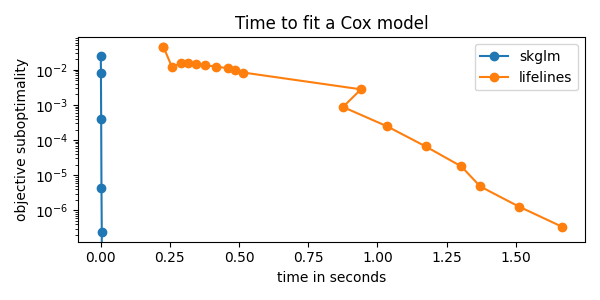 Time to fit a Cox model
objective suboptimality
10⁻²
10⁻³
10⁻⁴
10⁻⁵
10⁻⁶
skglm
lifelines
0.00 0.25 0.50 0.75 1.00 1.25 1.50
time in seconds